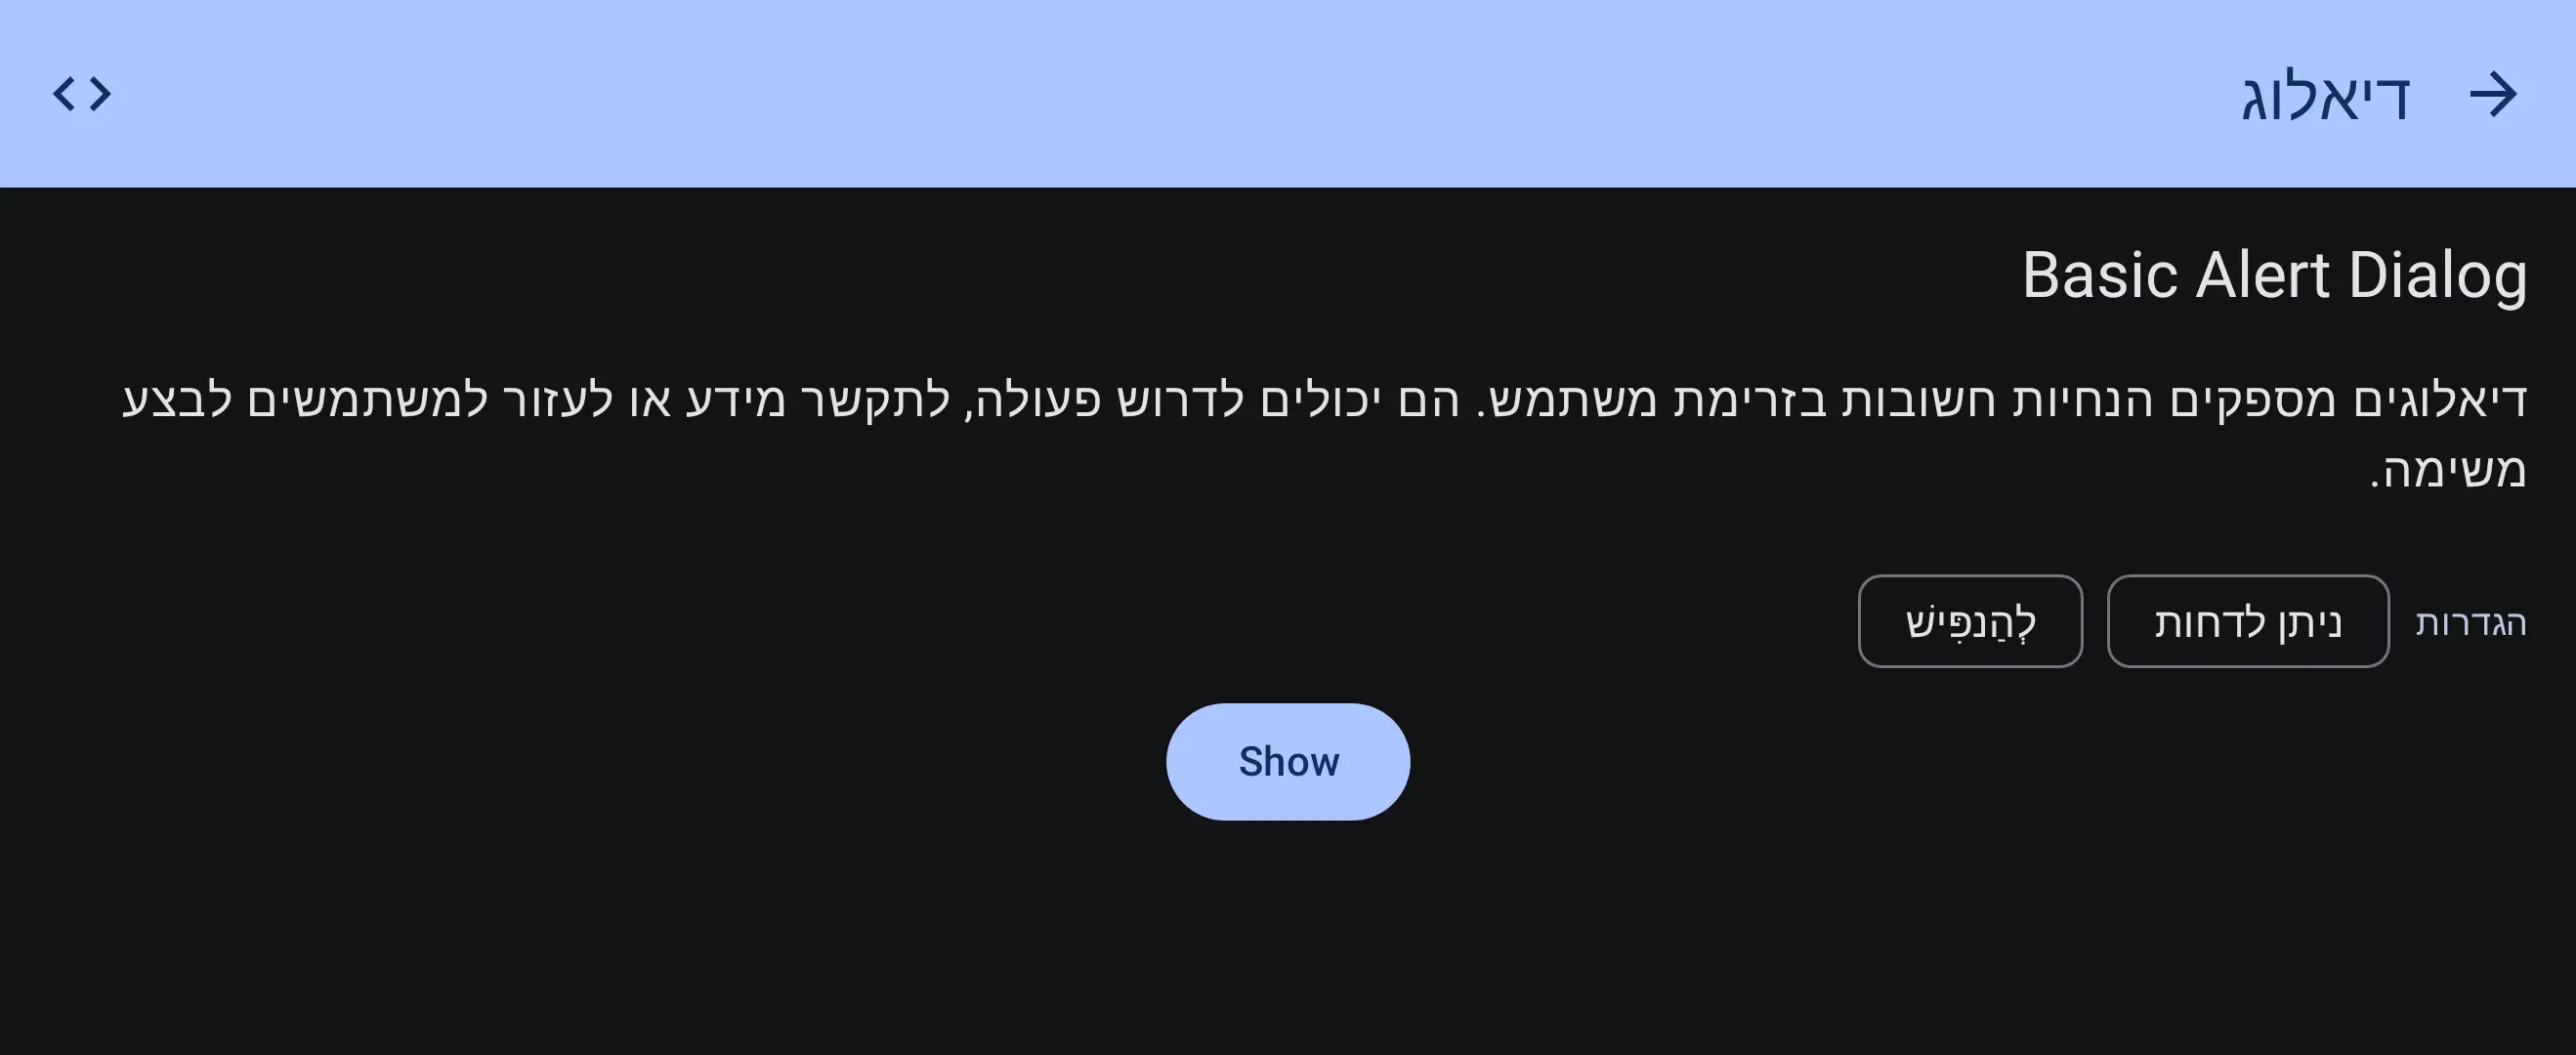 דיאלוג
Basic Alert Dialog
דיאלוגים מספקים הנחיות חשובות בזרימת משתמש. הם יכולים לדרוש פעולה, לתקשר מידע או לעזור למשתמשים לבצע
משימה.
הגדרות ניתן לדחות לְהַנפִּישׁ
Show